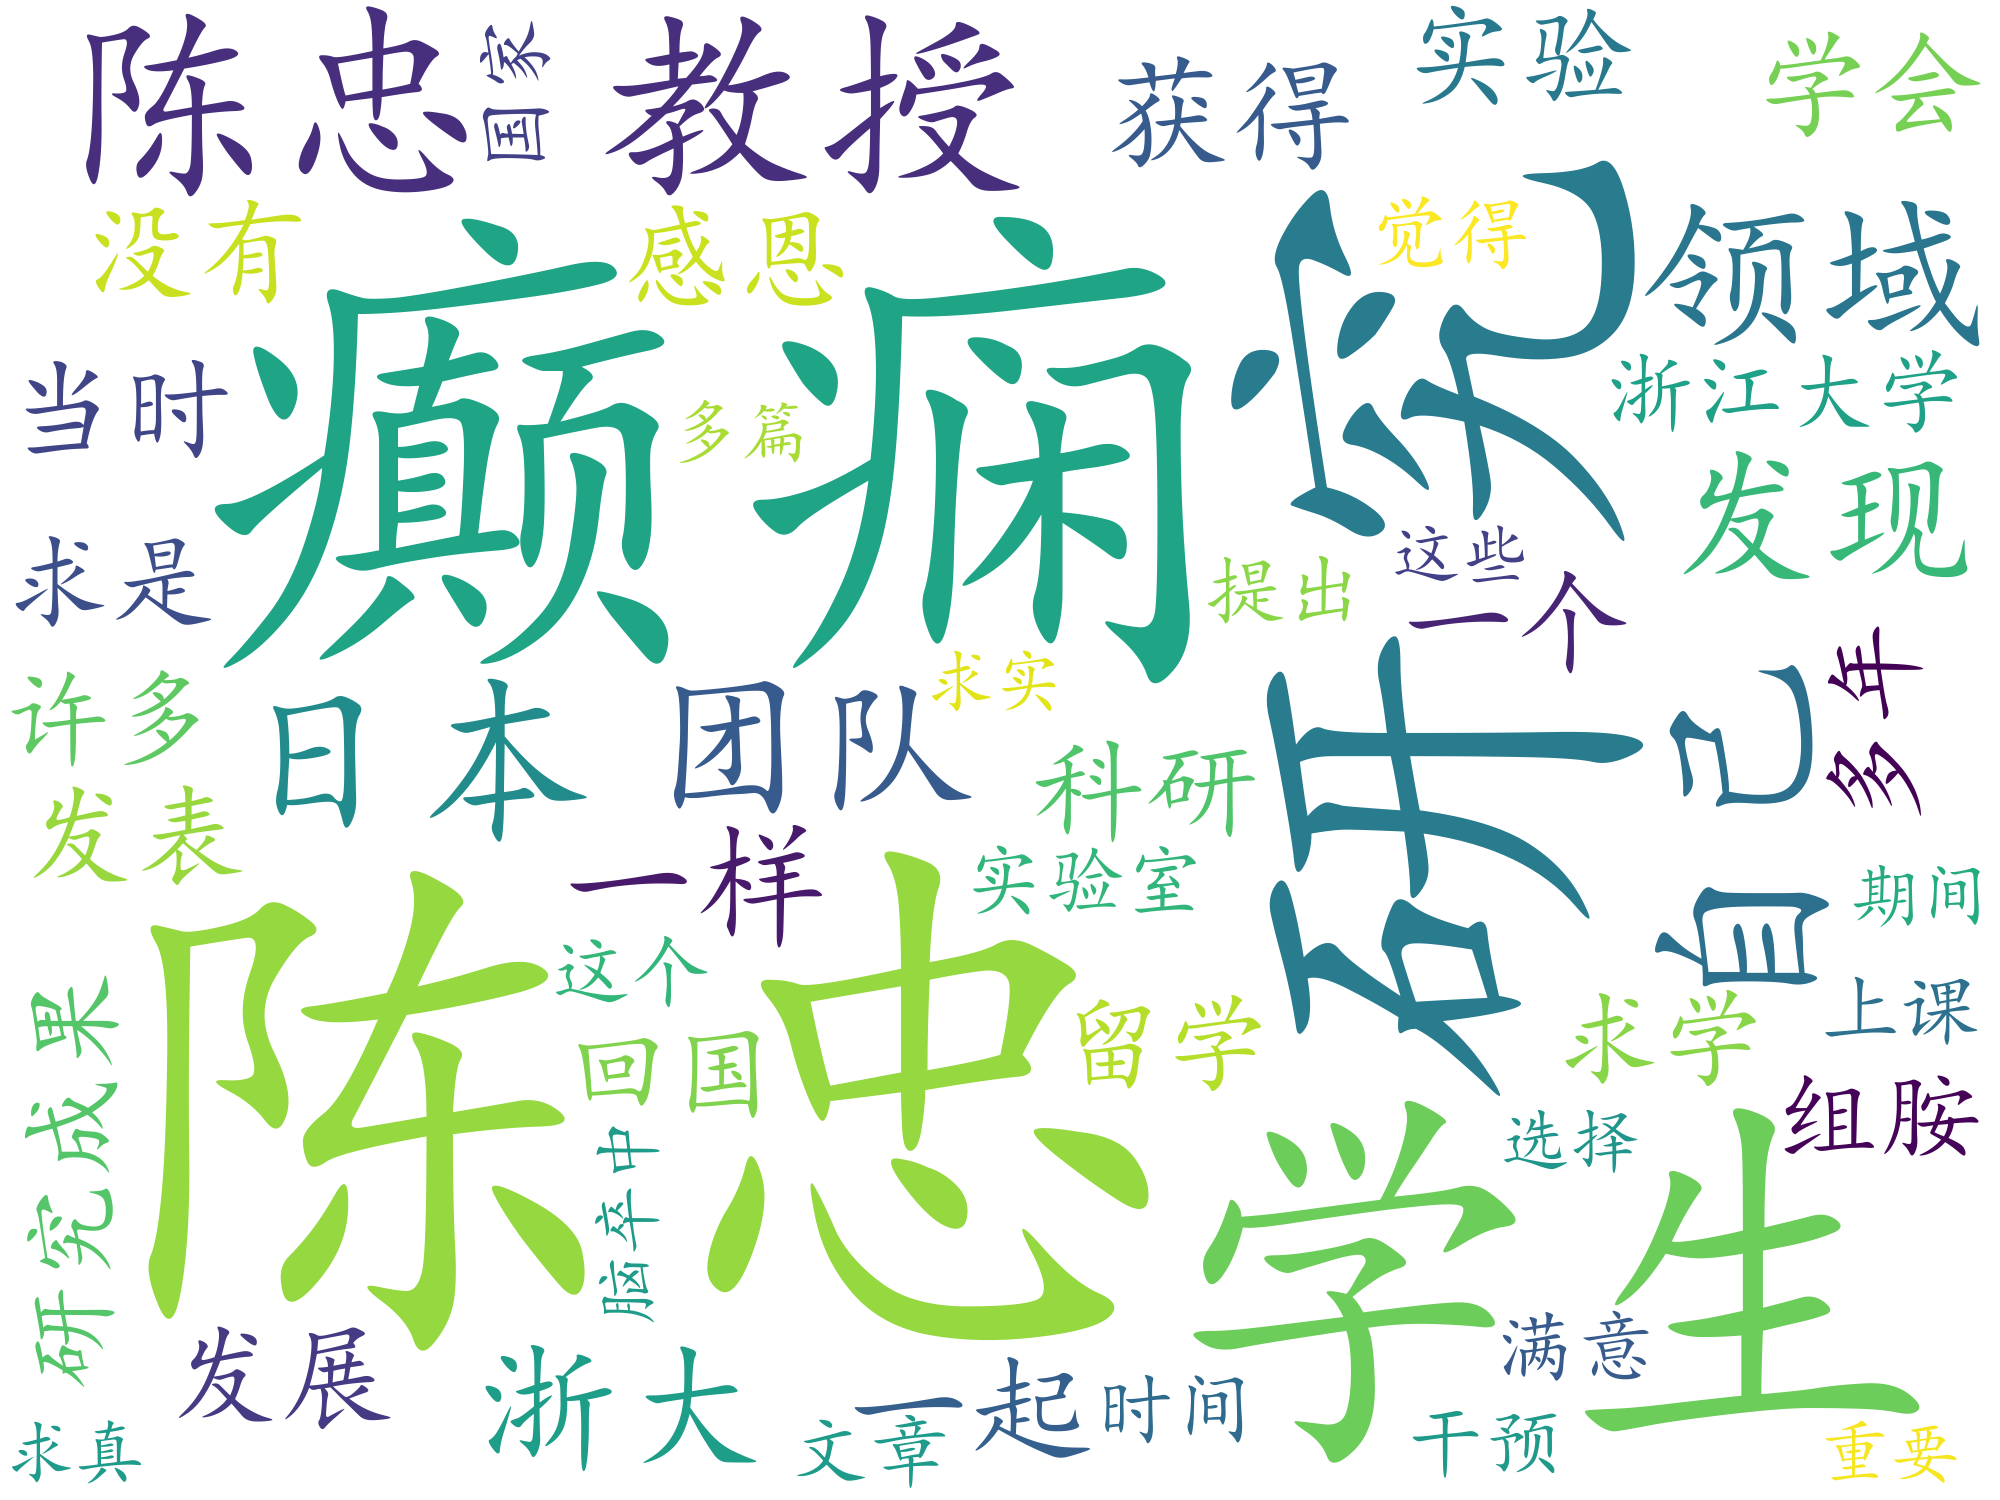 陈忠教授
国家
获得
实验
学会
没有
感恩
觉得
领域
癫痫
研究
当时
多篇
浙江大学
发现
求是
提出
这些
一个
多年
许多
日本
团队
求实
自己
科研
发表
一样
实验室
期间
陈忠
这个
研究成果
回国
留学
求学
上课
组胺
脑卒中
学生
选择
发展
浙大
一起
时间
满意
求真
文章
干预
重要